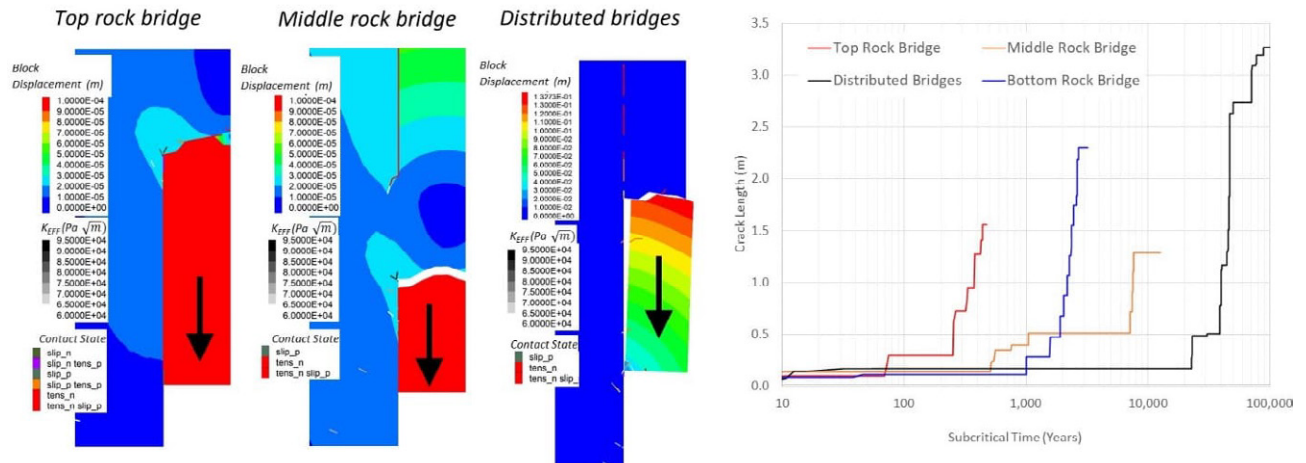 Top rock bridge
Block
Displacement (m)
1.0000E-04
9.0000E-05
8.0000E-05
7.0000E-05
6.0000E-05
5.0000E-05
4.0000E-05
3.0000E-05
2.0000E-05
1.0000E-05
0.0000E+00
K_EFF (Pa √m)
9.5000E+04
9.0000E+04
8.5000E+04
8.0000E+04
7.5000E+04
7.0000E+04
6.5000E+04
6.0000E+04
Contact State
slip_n
slip_n tens_p
slip_p
slip_p tens_p
tens_n
tens_n slip_p
Middle rock bridge
Block
Displacement (m)
1.0000E-04
9.0000E-05
8.0000E-05
7.0000E-05
6.0000E-05
5.0000E-05
4.0000E-05
3.0000E-05
2.0000E-05
1.0000E-05
0.0000E+00
K_EFF (Pa √m)
9.5000E+04
9.0000E+04
8.5000E+04
8.0000E+04
7.5000E+04
7.0000E+04
6.5000E+04
6.0000E+04
Contact State
slip_p
tens_n
tens_n slip_p
Distributed bridges
Block
Displacement (m)
1.3273E-01
1.3000E-01
1.2000E-01
1.1000E-01
1.0000E-01
9.0000E-02
8.0000E-02
7.0000E-02
6.0000E-02
5.0000E-02
4.0000E-02
3.0000E-02
2.0000E-02
1.0000E-02
0.0000E+00
K_EFF (Pa √m)
9.5000E+04
9.0000E+04
8.5000E+04
8.0000E+04
7.5000E+04
7.0000E+04
6.5000E+04
6.0000E+04
Contact State
slip_p
tens_n
tens_n slip_
3.5
3.0
2.5
2.0
1.5
1.0
0.5
0.0
Crack Length (m)
Top Rock Bridge
Middle Rock Bridge
Distributed Bridges
Bottom Rock Bridge
10
100
1,000
10,000
100,000
Subcritical Time (Years)